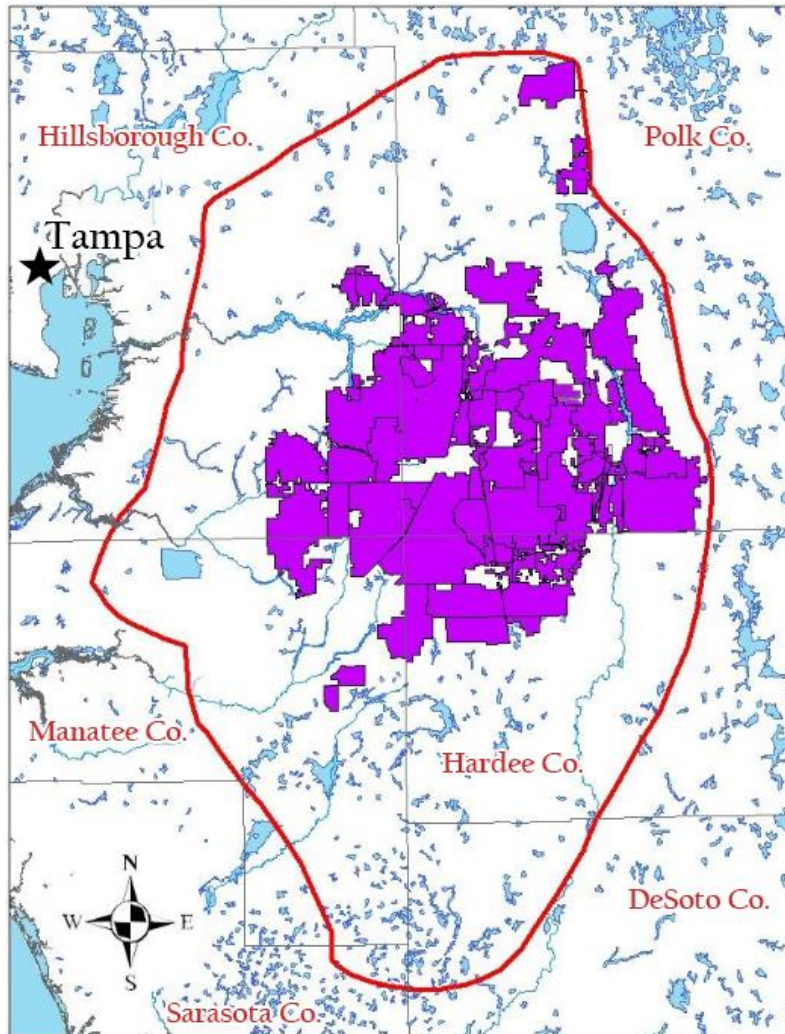 Hillsborough Co.
Polk Co.
Tampa
Manatee Co.
Hardee Co.
N
W E
S
DeSoto Co.
Sarasota Co.